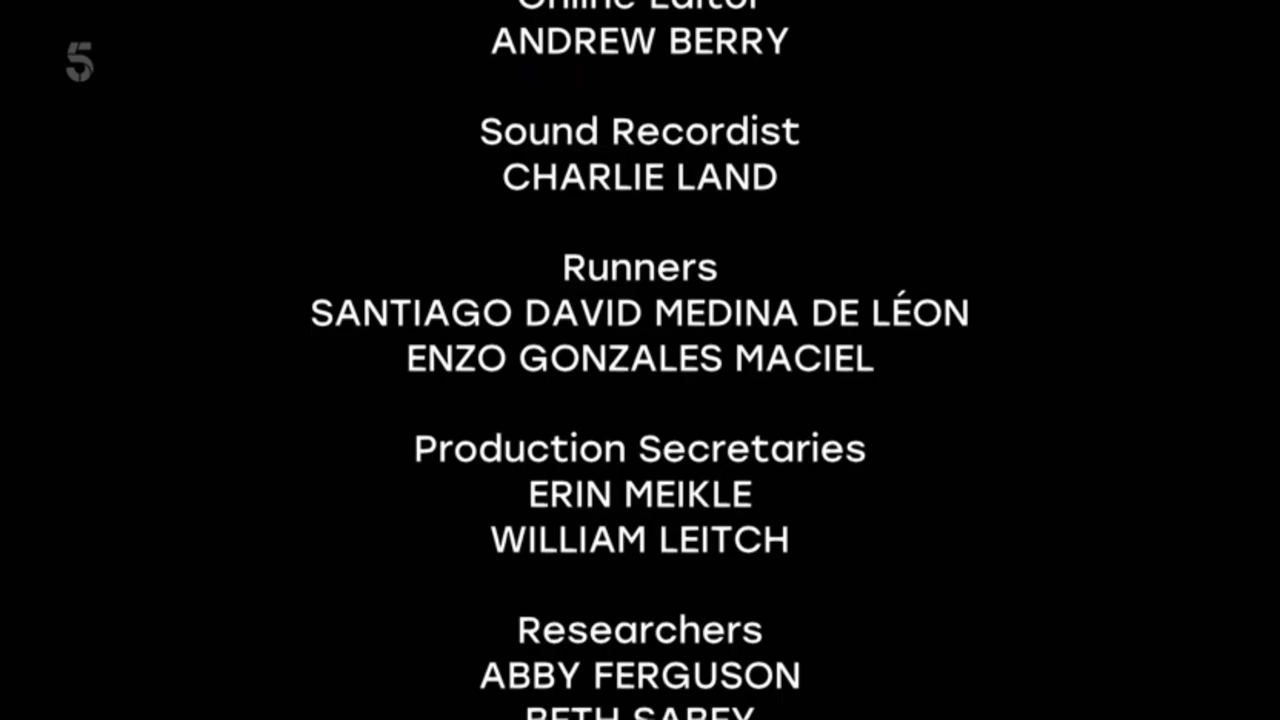 5
Online Editor
ANDREW BERRY
Sound Recordist
CHARLIE LAND
Runners
SANTIAGO DAVID MEDINA DE LÉON
ENZO GONZALES MACIEL
Production Secretaries
ERIN MEIKLE
WILLIAM LEITCH
Researchers
ABBY FERGUSON
BETH